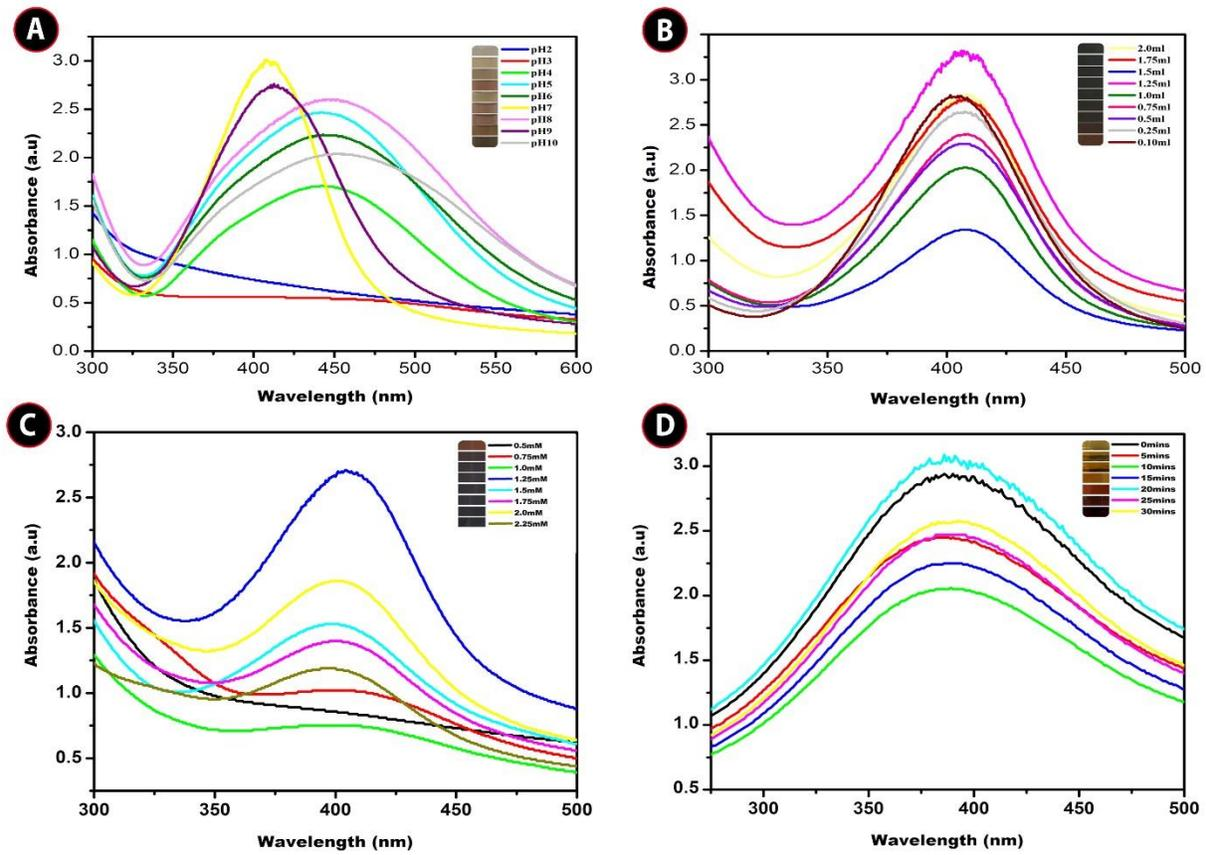 A
Absorbance (a.u)
3.0
2.5
2.0
1.5
1.0
0.5
0.0
300 350 400 450 500 550 600
Wavelength (nm)
pH2
pH3
pH4
pH5
pH6
pH7
pH8
pH9
pH10
B
Absorbance (a.u)
3.0
2.5
2.0
1.5
1.0
0.5
0.0
300 350 400 450 500
Wavelength (nm)
2.0ml
1.75ml
1.5ml
1.25ml
1.0ml
0.75ml
0.5ml
0.25ml
0.10ml
C
Absorbance (a.u)
3.0
2.5
2.0
1.5
1.0
0.5
300 350 400 450 500
Wavelength (nm)
0.5mM
0.75mM
1.0mM
1.25mM
1.5mM
1.75mM
2.0mM
2.25mM
D
Absorbance (a.u)
3.0
2.5
2.0
1.5
1.0
0.5
300 350 400 450 500
Wavelength (nm)
0mins
5mins
10mins
15mins
20mins
25mins
30mins